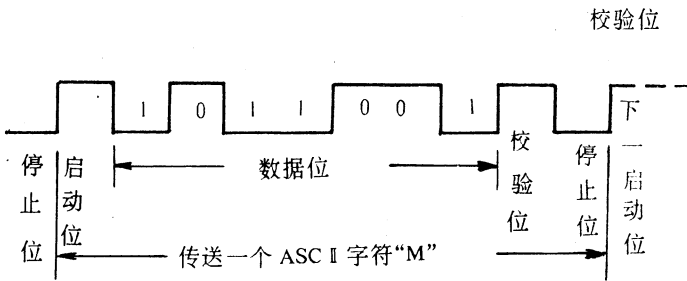 校验位
1 0 1 1 0 0 1
停止位
启动位
数据位
校验位
停止位
下一启动位
传送一个 ASCⅡ 字符“M”